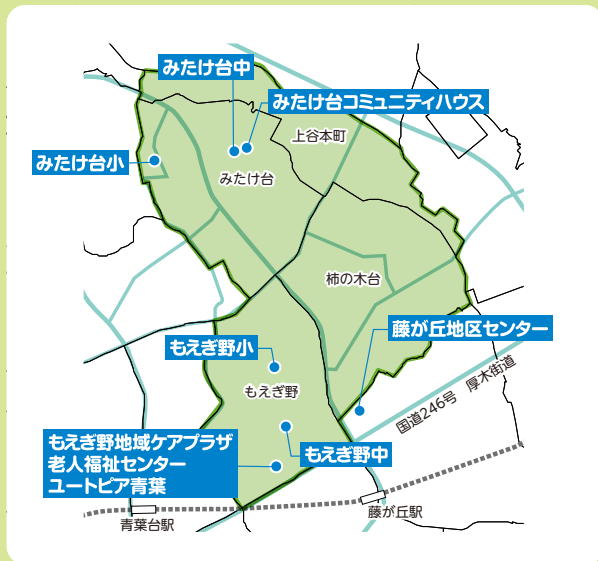 みたけ台中
みたけ台コミュニティハウス
上谷本町
みたけ台小
みたけ台
柿の木台
藤が丘地区センター
もえぎ野小
国道246号 厚木街道
もえぎ野
もえぎ野地域ケアプラザ
老人福祉センター
ユートピア青葉
もえぎ野中
青葉台駅
藤が丘駅